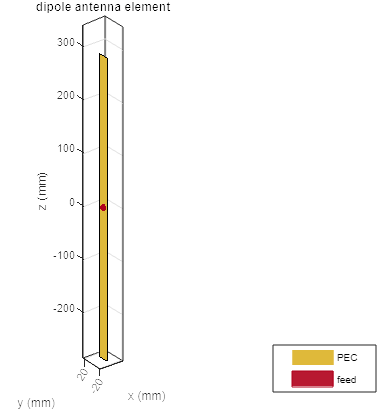 dipole antenna element
300
200
100
0
-100
-200
z (mm)
20
-20
y (mm)
x (mm)
PEC
feed